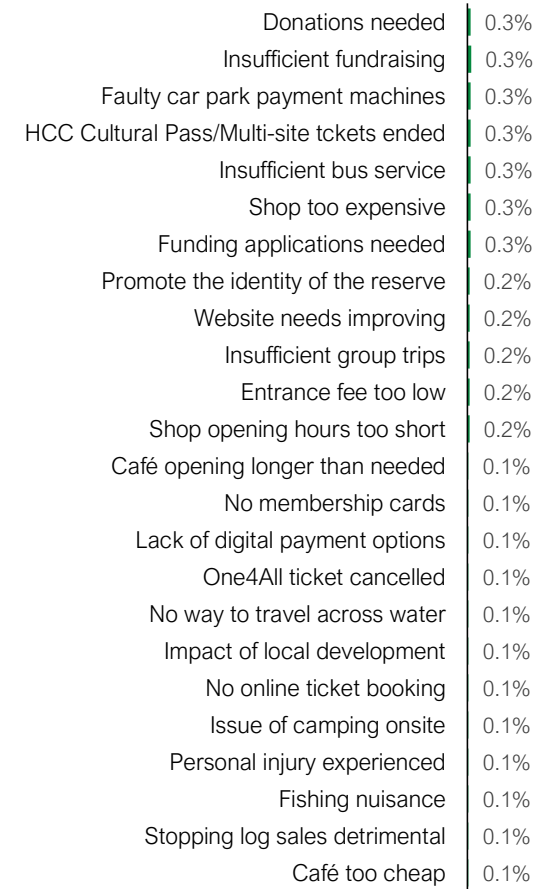 Donations needed 0.3%
Insufficient fundraising 0.3%
Faulty car park payment machines 0.3%
HCC Cultural Pass/Multi-site tckets ended 0.3%
Insufficient bus service 0.3%
Shop too expensive 0.3%
Funding applications needed 0.3%
Promote the identity of the reserve 0.2%
Website needs improving 0.2%
Insufficient group trips 0.2%
Entrance fee too low 0.2%
Shop opening hours too short 0.2%
Café opening longer than needed 0.1%
No membership cards 0.1%
Lack of digital payment options 0.1%
One4All ticket cancelled 0.1%
No way to travel across water 0.1%
Impact of local development 0.1%
No online ticket booking 0.1%
Issue of camping onsite 0.1%
Personal injury experienced 0.1%
Fishing nuisance 0.1%
Stopping log sales detrimental 0.1%
Café too cheap 0.1%